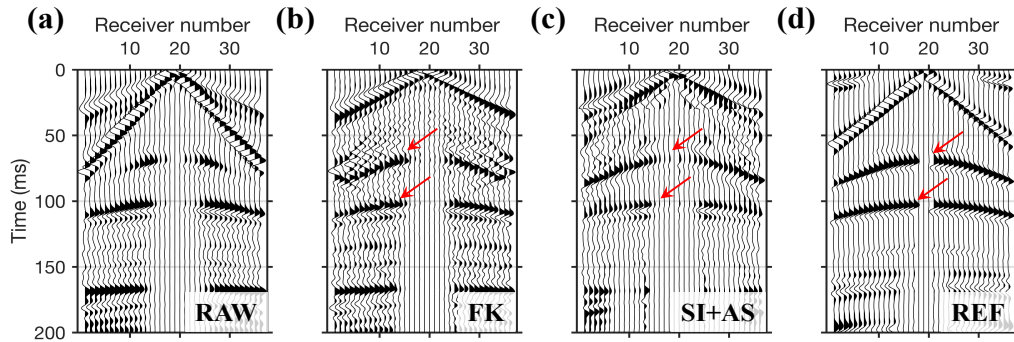 (a) Receiver number (b) Receiver number (c) Receiver number (d) Receiver number
10 20 30 10 20 30 10 20 30 10 20 30
0
50
100
150
200
Time (ms)
RAW FK SI+AS REF